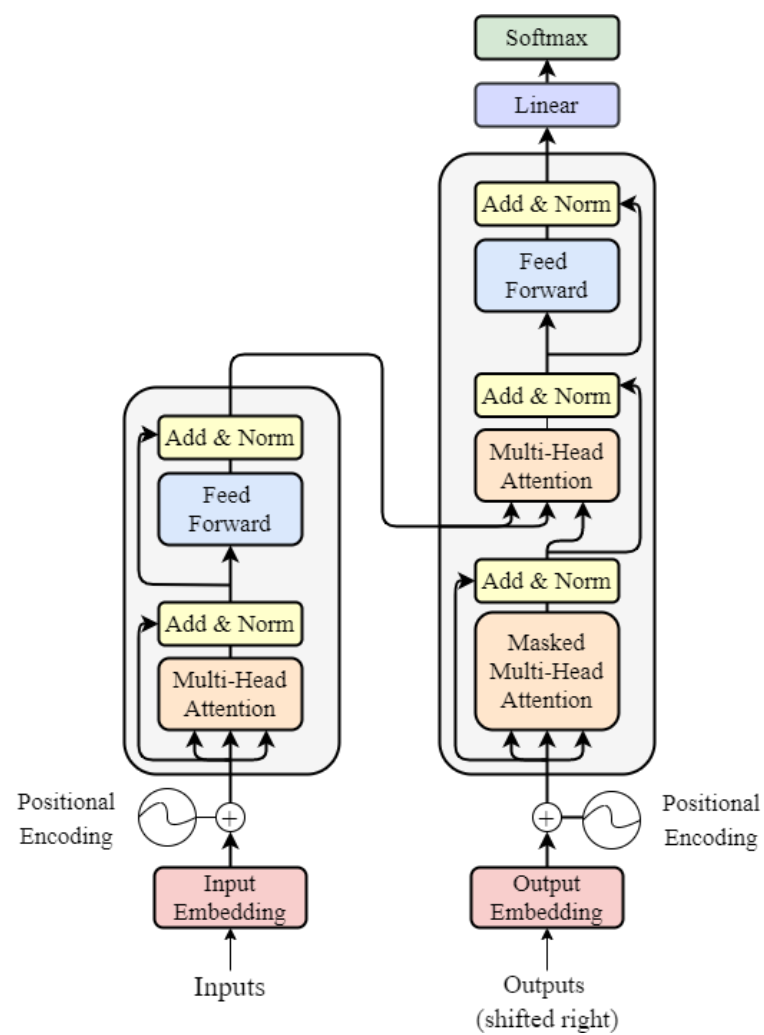 Softmax
Linear
Add & Norm
Feed
Forward
Add & Norm
Multi-Head
Attention
Add & Norm
Masked
Multi-Head
Attention
Add & Norm
Feed
Forward
Add & Norm
Multi-Head
Attention
Positional
Encoding
+
Input
Embedding
Inputs
+
Positional
Encoding
Output
Embedding
Outputs
(shifted right)